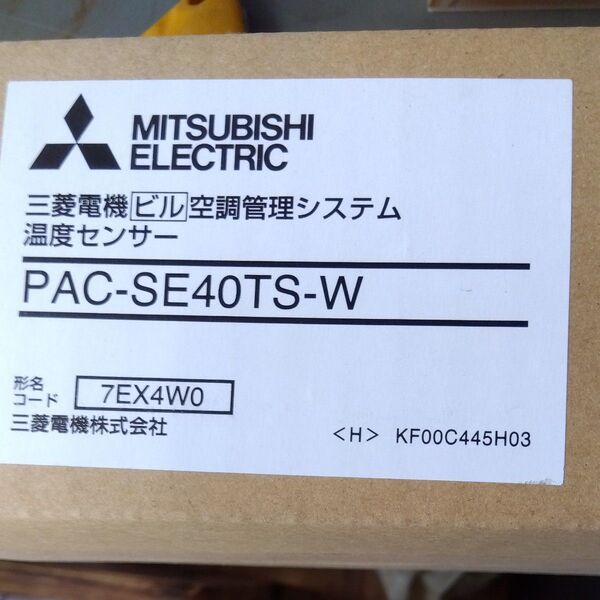 MITSUBISHI
ELECTRIC
三菱電機ビル空調管理システム
温度センサー
PAC-SE40TS-W
形名
コード 7EX4W0
三菱電機株式会社
<H> KF00C445H03